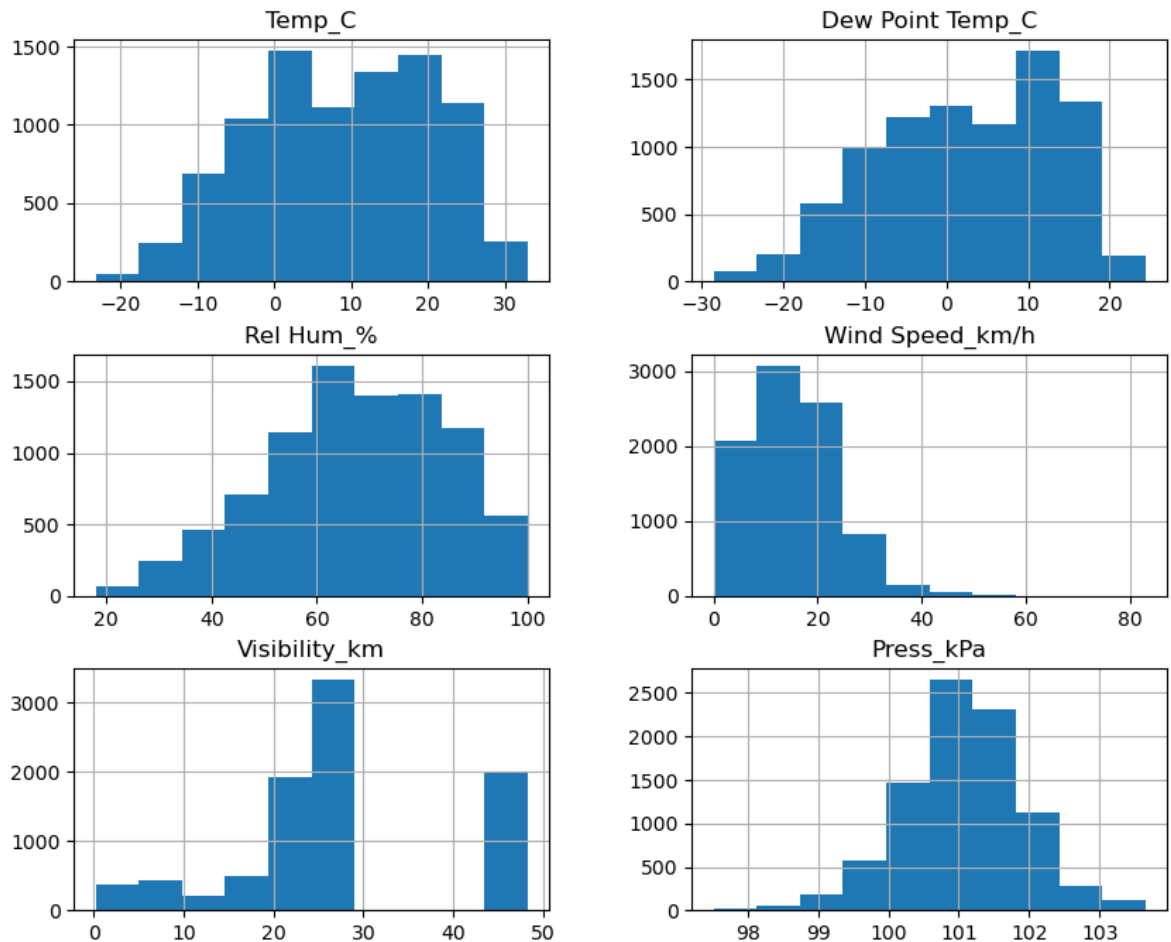 Temp_C
1500
1000
500
0
−20 −10 0 10 20 30
Dew Point Temp_C
1500
1000
500
0
−30 −20 −10 0 10 20
Rel Hum_%
1500
1000
500
0
20 40 60 80 100
Wind Speed_km/h
3000
2000
1000
0
0 20 40 60 80
Visibility_km
3000
2000
1000
0
0 10 20 30 40 50
Press_kPa
2500
2000
1500
1000
500
0
98 99 100 101 102 103